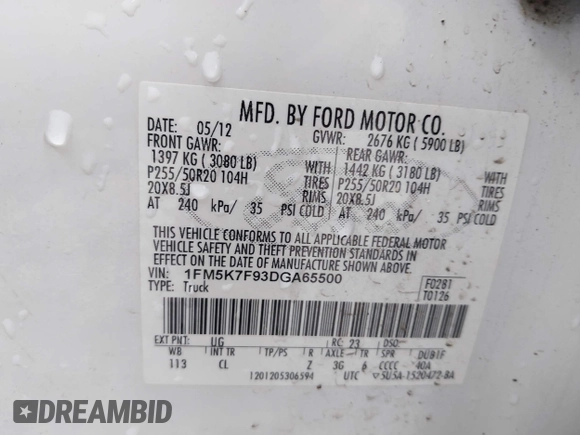 MFD. BY FORD MOTOR CO.
DATE: 05/12 GVWR: 2676 KG ( 5900 LB)
FRONT GAWR: REAR GAWR:
1397 KG ( 3080 LB) WITH 1442 KG ( 3180 LB) WITH
P255/50R20 104H TIRES P255/50R20 104H TIRES
20X8.5J RIMS 20X8.5J RIMS
AT 240 kPa/ 35 PSI COLD AT 240 kPa/ 35 PSI COLD
THIS VEHICLE CONFORMS TO ALL APPLICABLE FEDERAL MOTOR
VEHICLE SAFETY AND THEFT PREVENTION STANDARDS IN EFFECT
ON THE DATE OF MANUFACTURE SHOWN ABOVE.
VIN: 1FM5K7F93DGA65500 F0281
TYPE: Truck T0126
EXT PNT: UG RC: 23 DSO:
WB INT TR TP/PS R AXLE TR SPR DUB1F
113 CL Z 3G 6 CCCC 40A
1201205306594 UTC 5U5A-1520472-BA
DREAMBID